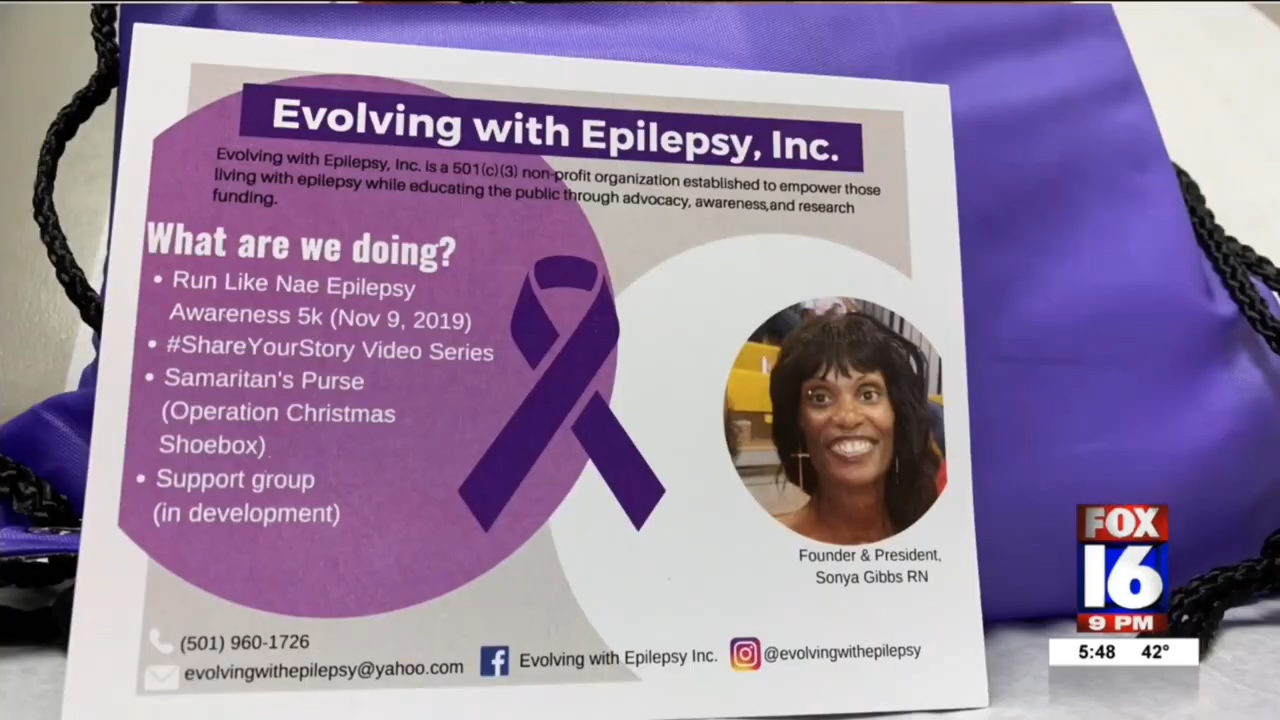 Evolving with Epilepsy, Inc.
Evolving with Epilepsy, Inc. is a 501(c)(3) non-profit organization established to empower those
living with epilepsy while educating the public through advocacy, awareness,and research
funding.
What are we doing?
• Run Like Nae Epilepsy
Awareness 5k (Nov 9, 2019)
• #ShareYourStory Video Series
• Samaritan's Purse
(Operation Christmas
Shoebox)
• Support group
(in development)
Founder & President,
Sonya Gibbs RN
(501) 960-1726
evolvingwithepilepsy@yahoo.com
Evolving with Epilepsy Inc.
@evolvingwithepilepsy
FOX
16
9 PM
5:48 42°